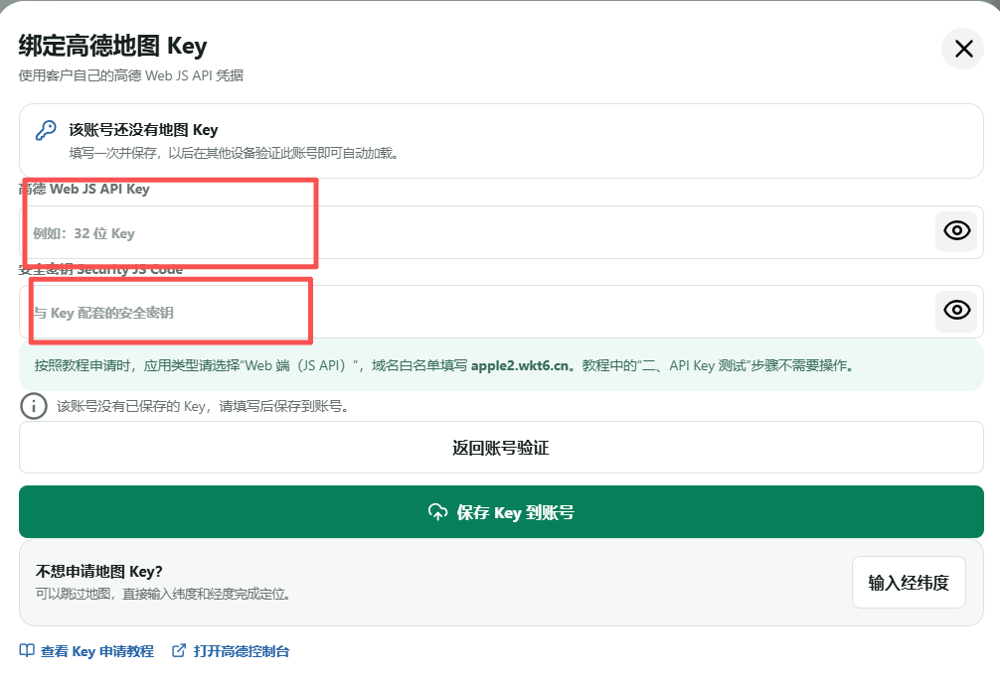 绑定高德地图 Key
使用客户自己的高德 Web JS API 凭据
该账号还没有地图 Key
填写一次并保存，以后在其他设备验证此账号即可自动加载。
高德 Web JS API Key
例如：32 位 Key
安全密钥 Security JS Code
与 Key 配套的安全密钥
按照教程申请时，应用类型请选择“Web 端（JS API）”，域名白名单填写 apple2.wkt6.cn。教程中的“二、API Key 测试”步骤不需要操作。
该账号没有已保存的 Key，请填写后保存到账号。
返回账号验证
保存 Key 到账号
不想申请地图 Key?
可以跳过地图，直接输入纬度和经度完成定位。
输入经纬度
查看 Key 申请教程 打开高德控制台